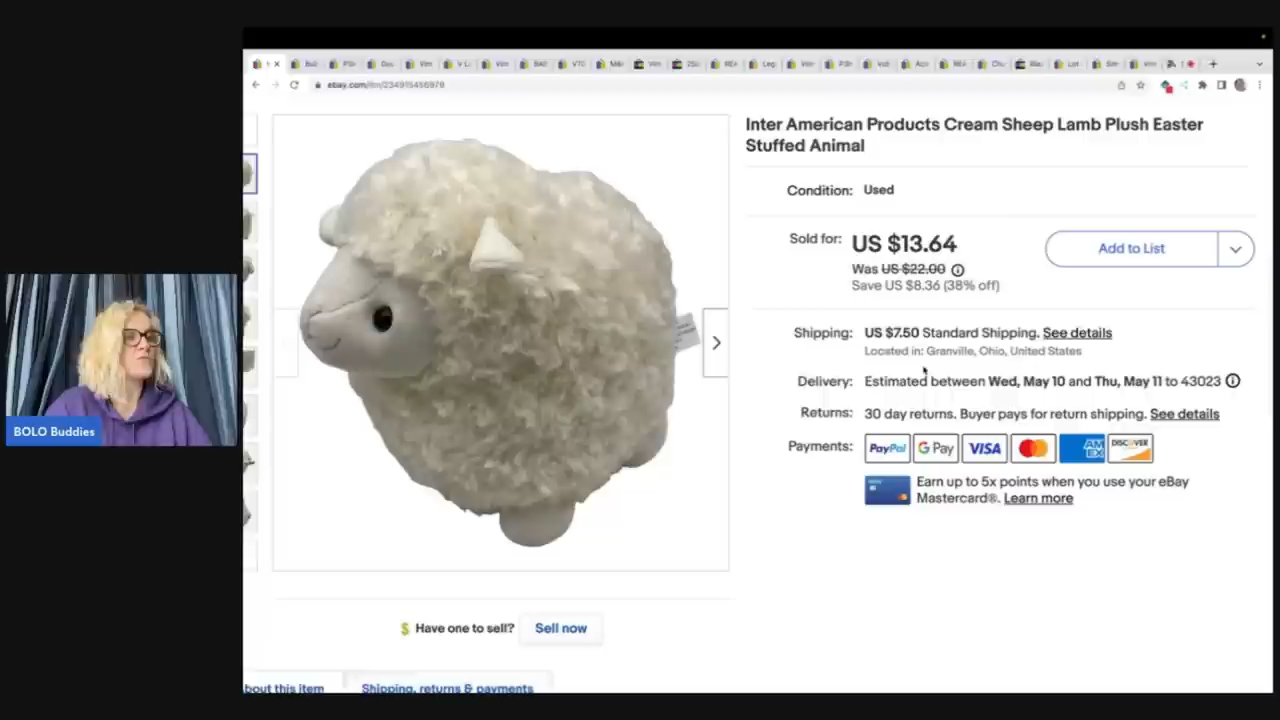 ebay.com/itm/234915456979
Inter American Products Cream Sheep Lamb Plush Easter
Stuffed Animal
Condition: Used
Sold for: US $13.64
Add to List
Was US $22.00
Save US $8.36 (38% off)
Shipping: US $7.50 Standard Shipping. See details
Located in: Granville, Ohio, United States
Delivery: Estimated between Wed, May 10 and Thu, May 11 to 43023
Returns: 30 day returns. Buyer pays for return shipping. See details
Payments: PayPal G Pay VISA AM EX DISCOVER
Earn up to 5x points when you use your eBay
Mastercard®. Learn more
BOLO Buddies
$ Have one to sell? Sell now
bout this item
Shipping, returns & payments